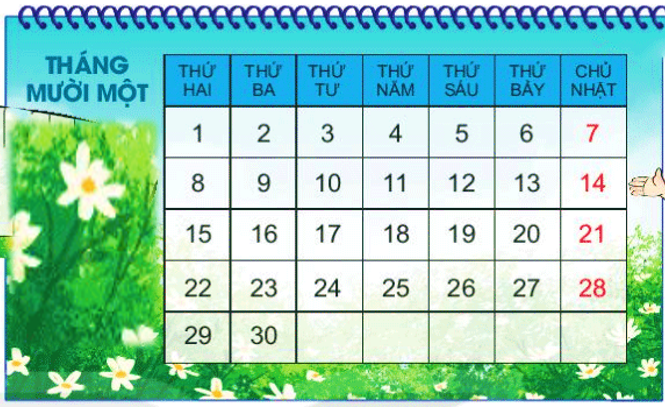 THÁNG
MƯỜI MỘT
THỨ HAI THỨ BA THỨ TƯ THỨ NĂM THỨ SÁU THỨ BẢY CHỦ NHẬT
1 2 3 4 5 6 7
8 9 10 11 12 13 14
15 16 17 18 19 20 21
22 23 24 25 26 27 28
29 30